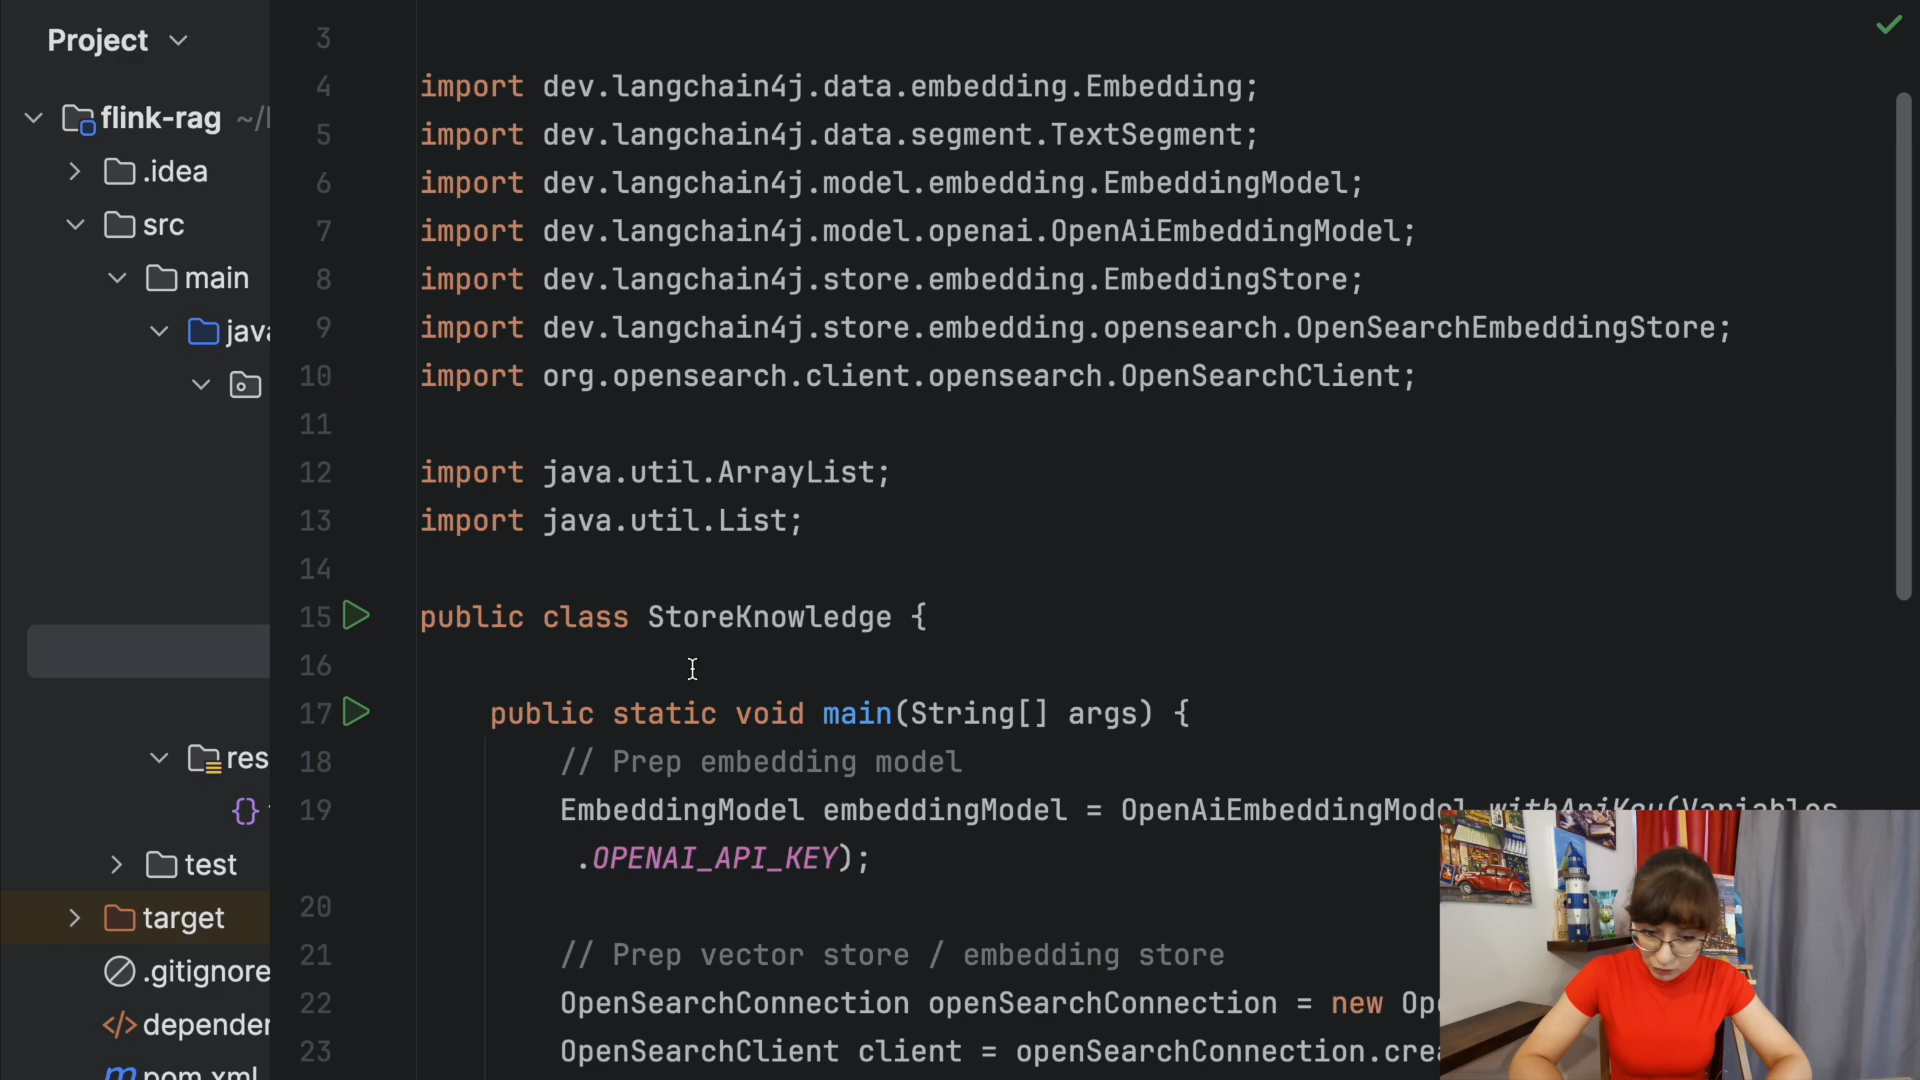 Project
flink-rag ~/
.idea
src
main
java
res
test
target
.gitignore
pom.xml
3
4 import dev.langchain4j.data.embedding.Embedding;
5 import dev.langchain4j.data.segment.TextSegment;
6 import dev.langchain4j.model.embedding.EmbeddingModel;
7 import dev.langchain4j.model.openai.OpenAiEmbeddingModel;
8 import dev.langchain4j.store.embedding.EmbeddingStore;
9 import dev.langchain4j.store.embedding.opensearch.OpenSearchEmbeddingStore;
10 import org.opensearch.client.opensearch.OpenSearchClient;
11
12 import java.util.ArrayList;
13 import java.util.List;
14
15 public class StoreKnowledge {
16
17 public static void main(String[] args) {
18 // Prep embedding model
19 EmbeddingModel embeddingModel = OpenAiEmbeddingModel.withApiKey(Variables
.OPENAI_API_KEY);
20
21 // Prep vector store / embedding store
22 OpenSearchConnection openSearchConnection = new Op
23 OpenSearchClient client = openSearchConnection.crea